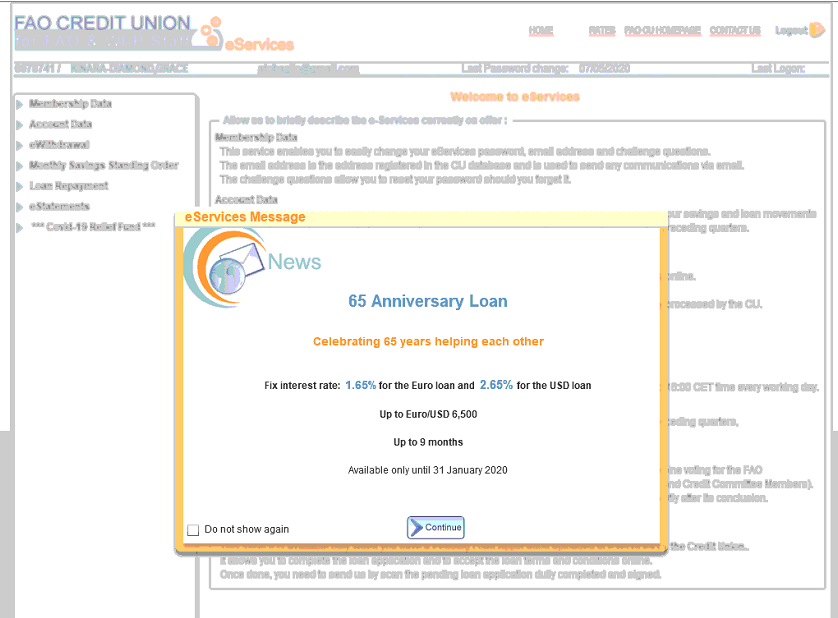 FAO CREDIT UNION
eServices
HOME RATES FAO-CU HOMEPAGE CONTACT US Logout
Last Password change: 07/05/2020 Last Logon:
Membership Data
Account Data
eWithdrawal
Monthly Savings Standing Order
Loan Repayment
eStatements
*** Covid-19 Relief Fund ***
Welcome to eServices
Allow us to briefly describe the e-Services currently on offer :
Membership Data
This service enables you to easily change your eServices password, email address and challenge questions.
The email address is the address registered in the CU database and is used to send any communications via email.
The challenge questions allow you to reset your password should you forget it.
Account Data
our savings and loan movements
preceding quarters.
online.
processed by the CU.
18:00 CET time every working day.
preceding quarters,
online voting for the FAO
and Credit Committee Members).
after its conclusion.
eServices Message
News
65 Anniversary Loan
Celebrating 65 years helping each other
Fix interest rate: 1.65% for the Euro loan and 2.65% for the USD loan
Up to Euro/USD 6,500
Up to 9 months
Available only until 31 January 2020
Do not show again
Continue
the Credit Union.
It allows you to complete the loan application and to accept the loan terms and conditions online.
Once done, you need to send us by scan the pending loan application dully completed and signed.